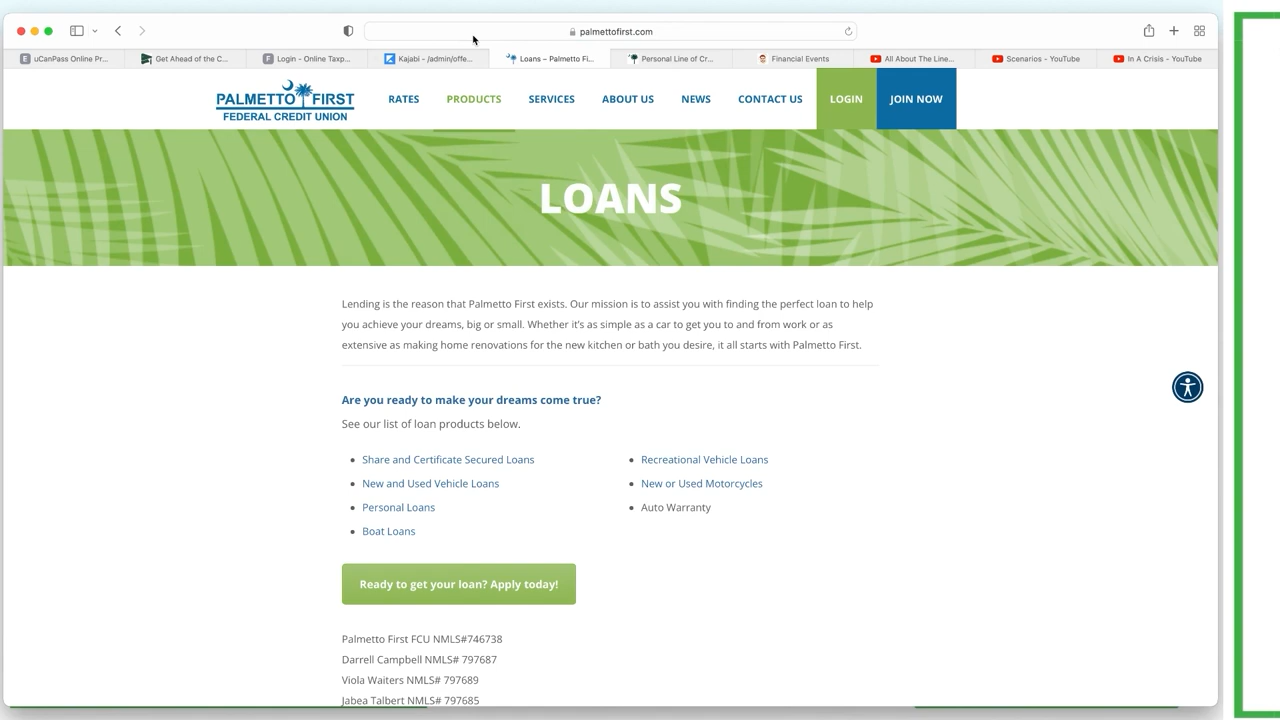 palmettofirst.com
uCanPass Online Pr...
Get Ahead of the C...
Login - Online Taxp...
Kajabi - /admin/offe...
Loans – Palmetto Fi...
Personal Line of Cr...
Financial Events
All About The Line...
Scenarios - YouTube
In A Crisis - YouTube
PALMETTO FIRST
FEDERAL CREDIT UNION
RATES PRODUCTS SERVICES ABOUT US NEWS CONTACT US LOGIN JOIN NOW
LOANS
Lending is the reason that Palmetto First exists. Our mission is to assist you with finding the perfect loan to help
you achieve your dreams, big or small. Whether it's as simple as a car to get you to and from work or as
extensive as making home renovations for the new kitchen or bath you desire, it all starts with Palmetto First.
Are you ready to make your dreams come true?
See our list of loan products below.
Share and Certificate Secured Loans
New and Used Vehicle Loans
Personal Loans
Boat Loans
Recreational Vehicle Loans
New or Used Motorcycles
Auto Warranty
Ready to get your loan? Apply today!
Palmetto First FCU NMLS#746738
Darrell Campbell NMLS# 797687
Viola Waiters NMLS# 797689
Jabea Talbert NMLS# 797685